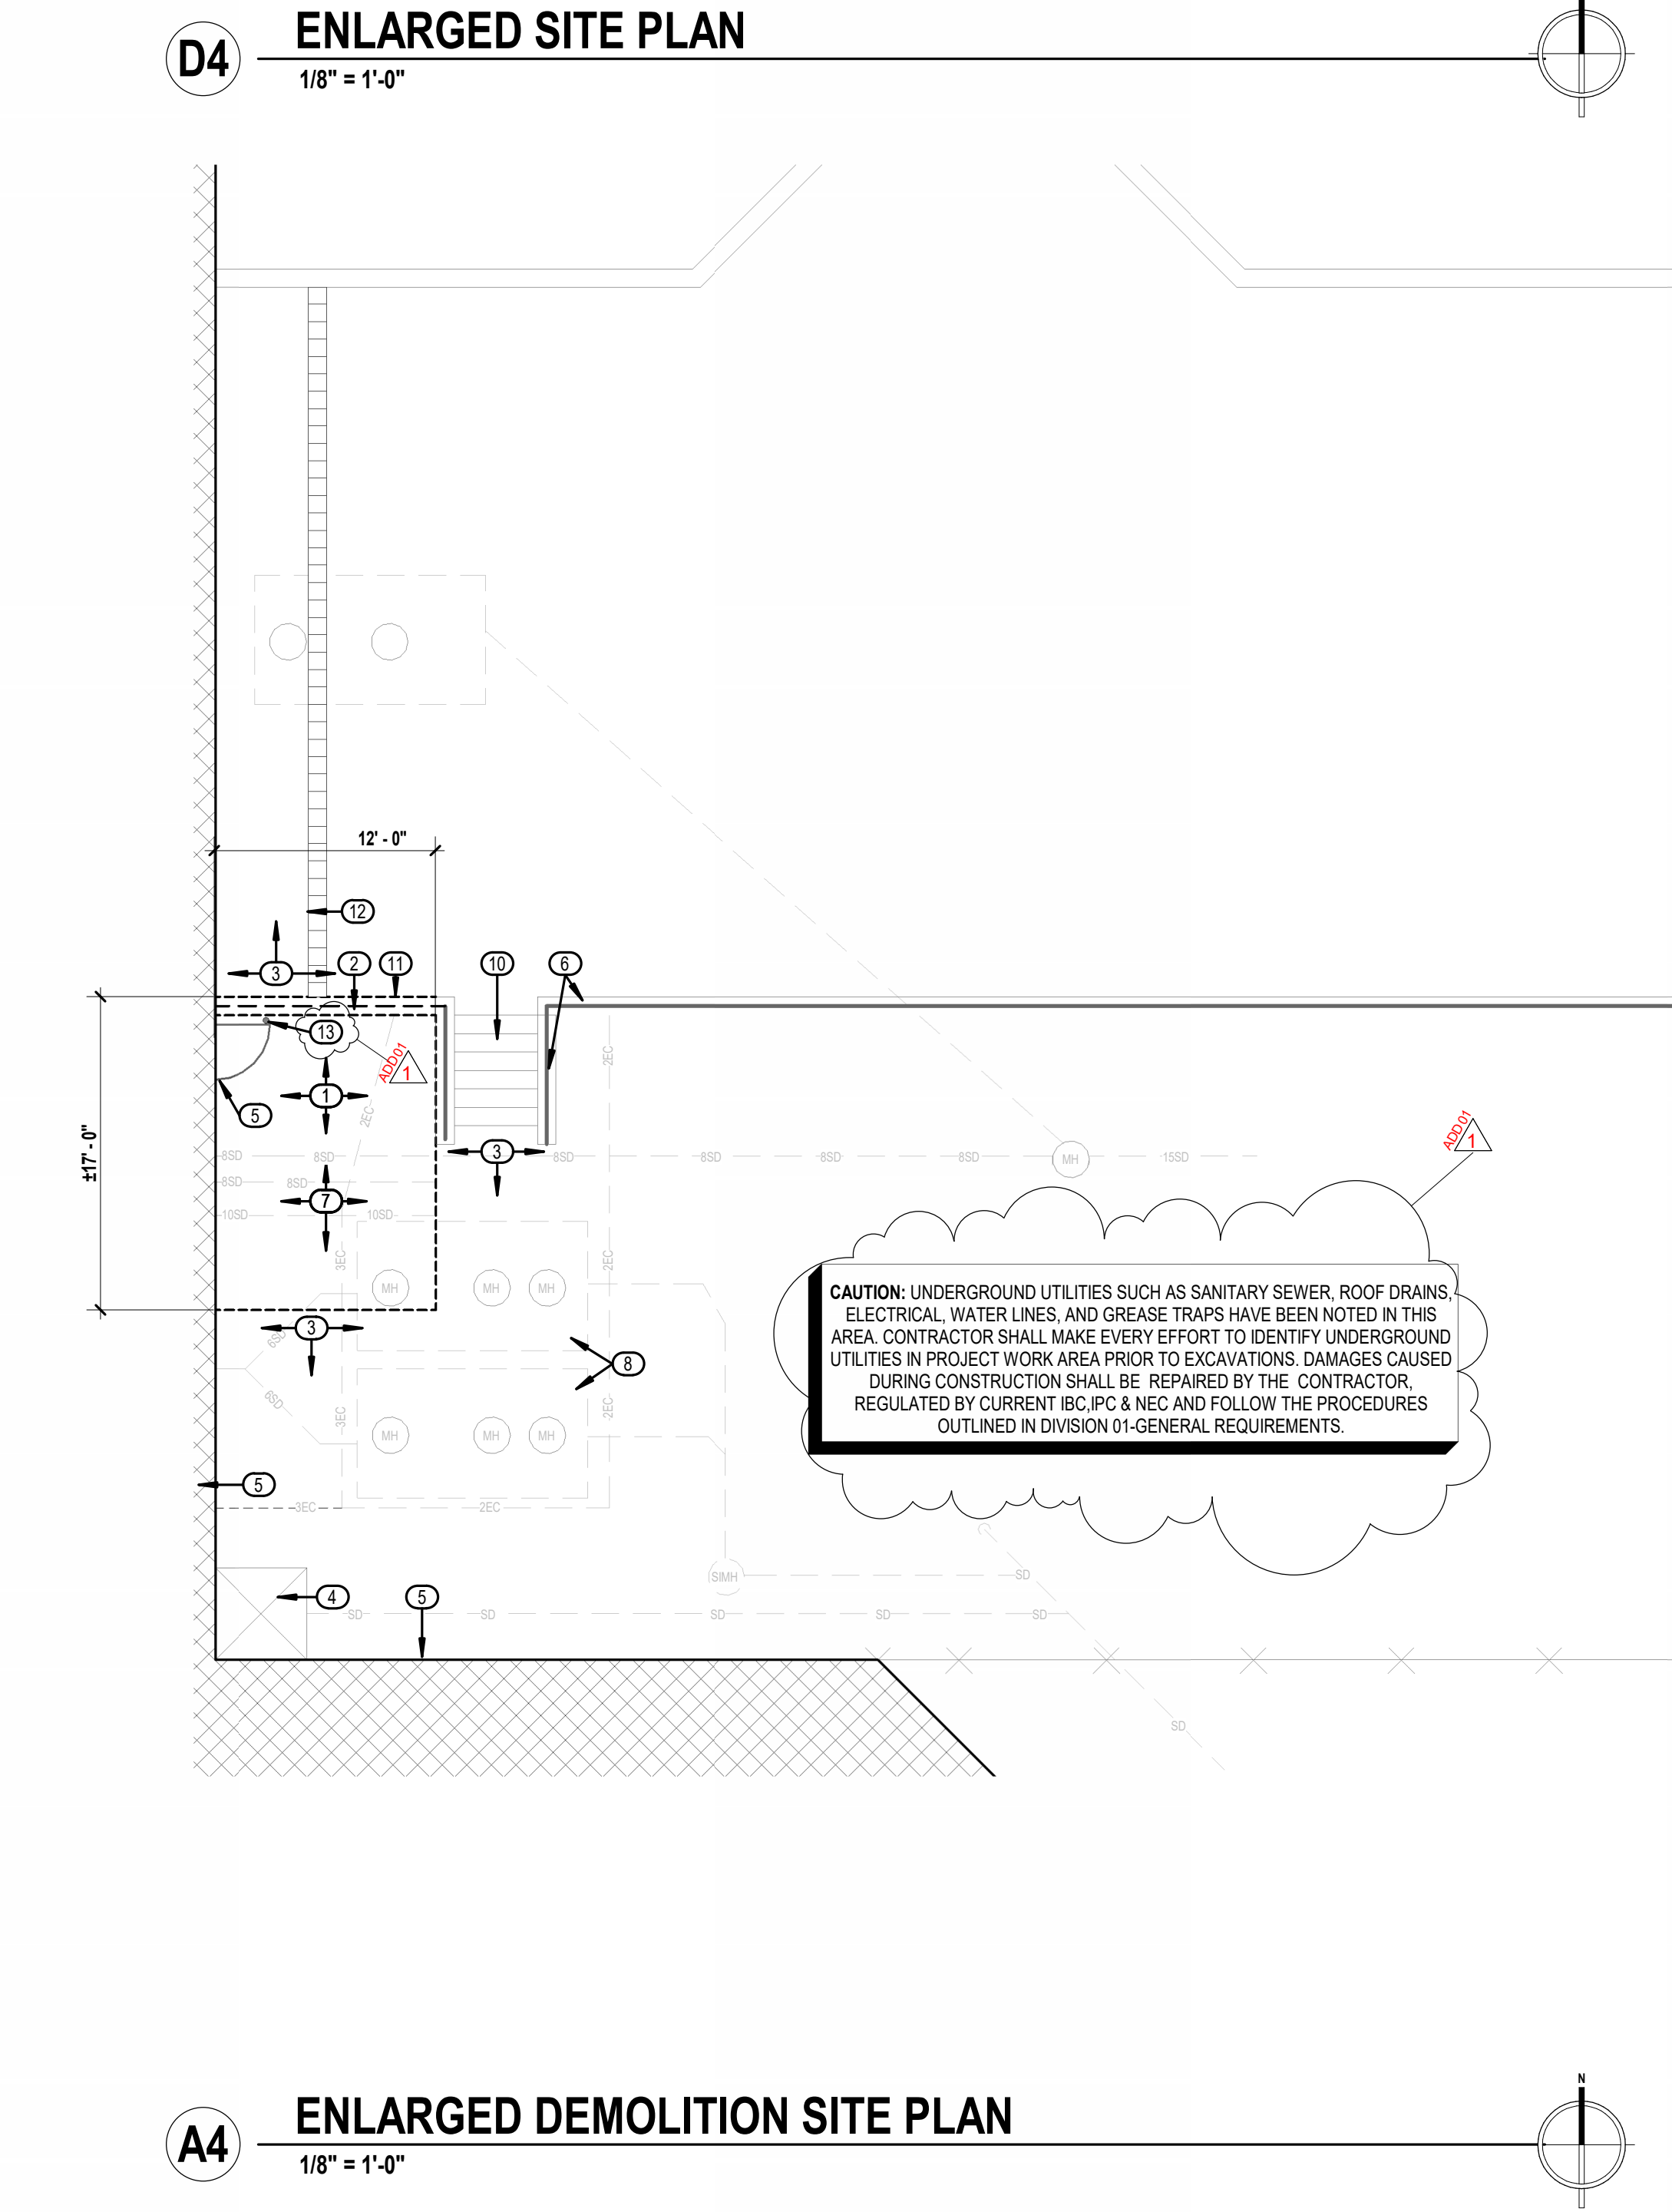 D4
ENLARGED SITE PLAN
1/8" = 1'-0"
12' - 0"
12
3
2
11
10
6
13
ADD01
1
1
5
2EC
2EC
±17' - 0"
8SD
8SD
3
8SD
8SD
8SD
8SD
MH
15SD
ADD01
1
8SD
8SD
7
10SD
10SD
3EC
2EC
MH
MH
MH
3
6SD
8
6SD
3EC
2EC
MH
MH
MH
CAUTION: UNDERGROUND UTILITIES SUCH AS SANITARY SEWER, ROOF DRAINS,
ELECTRICAL, WATER LINES, AND GREASE TRAPS HAVE BEEN NOTED IN THIS
AREA. CONTRACTOR SHALL MAKE EVERY EFFORT TO IDENTIFY UNDERGROUND
UTILITIES IN PROJECT WORK AREA PRIOR TO EXCAVATIONS. DAMAGES CAUSED
DURING CONSTRUCTION SHALL BE REPAIRED BY THE CONTRACTOR,
REGULATED BY CURRENT IBC,IPC & NEC AND FOLLOW THE PROCEDURES
OUTLINED IN DIVISION 01-GENERAL REQUIREMENTS.
5
3EC
2EC
SIMH
SD
4
5
SD
SD
SD
SD
SD
SD
N
A4
ENLARGED DEMOLITION SITE PLAN
1/8" = 1'-0"